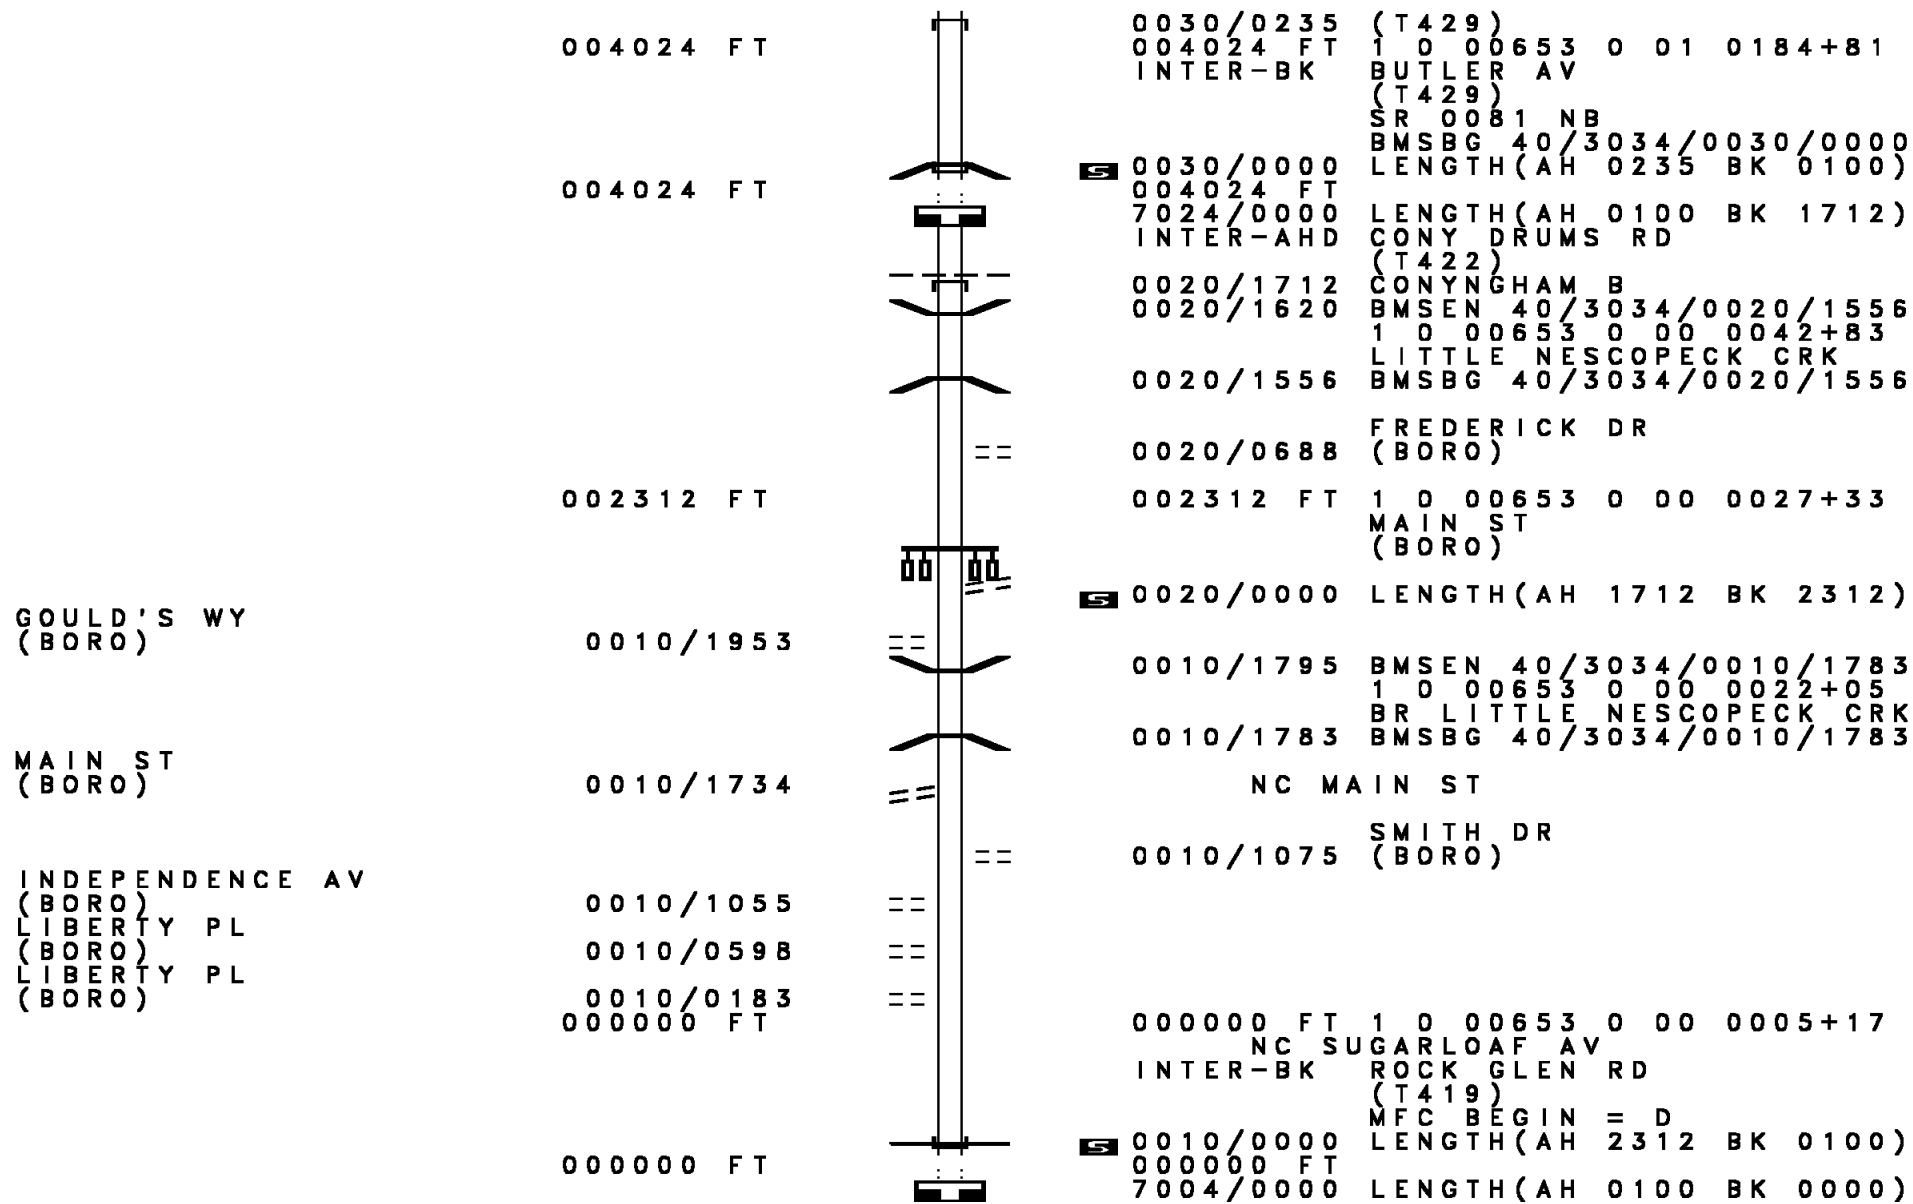 0030/0235 (T429)
004024 FT 004024 FT 1 0 00653 0 01 0184+81
INTER-BK BUTLER AV
(T429)
SR 0081 NB
BMSBG 40/3034/0030/0000
S 0030/0000 LENGTH(AH 0235 BK 0100)
004024 FT 004024 FT
7024/0000 LENGTH(AH 0100 BK 1712)
INTER-AHD CONY DRUMS RD
(T422)
0020/1712 CONYNGHAM B
0020/1620 BMSEN 40/3034/0020/1556
1 0 00653 0 00 0042+83
LITTLE NESCOPECK CRK
0020/1556 BMSBG 40/3034/0020/1556
FREDERICK DR
0020/0688 (BORO)
002312 FT 002312 FT 1 0 00653 0 00 0027+33
MAIN ST
(BORO)
S 0020/0000 LENGTH(AH 1712 BK 2312)
GOULD'S WY
(BORO) 0010/1953
0010/1795 BMSEN 40/3034/0010/1783
1 0 00653 0 00 0022+05
BR LITTLE NESCOPECK CRK
0010/1783 BMSBG 40/3034/0010/1783
MAIN ST
(BORO) 0010/1734 NC MAIN ST
SMITH DR
0010/1075 (BORO)
INDEPENDENCE AV
(BORO) 0010/1055
LIBERTY PL
(BORO) 0010/0598
LIBERTY PL
(BORO) 0010/0183
000000 FT 000000 FT 1 0 00653 0 00 0005+17
NC SUGARLOAF AV
INTER-BK ROCK GLEN RD
(T419)
MFC BEGIN = D
S 0010/0000 LENGTH(AH 2312 BK 0100)
000000 FT 000000 FT
7004/0000 LENGTH(AH 0100 BK 0000)